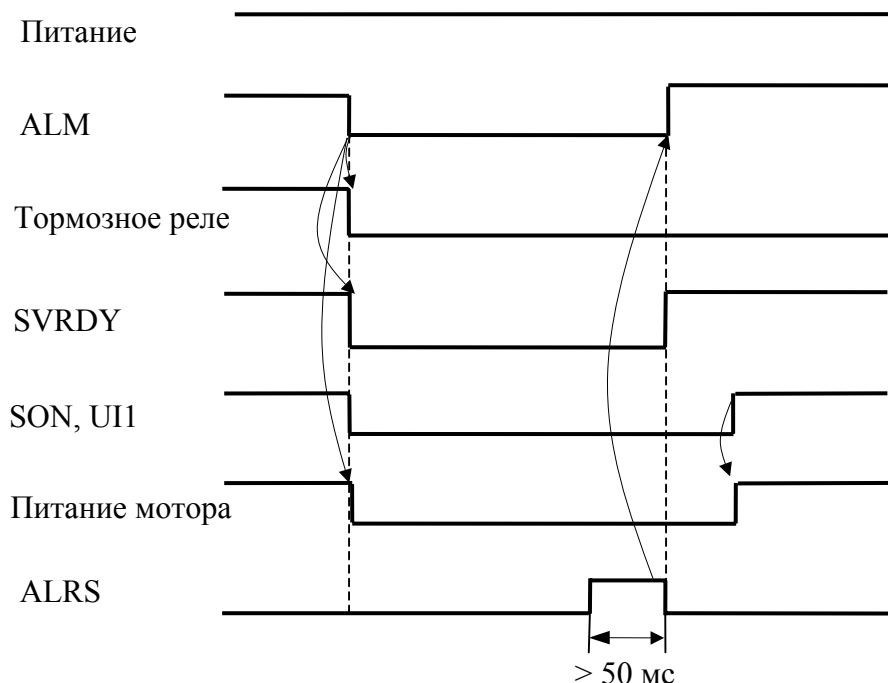 Питание
ALM
Тормозное реле
SVRDY
SON, UI1
Питание мотора
ALRS
> 50 мс